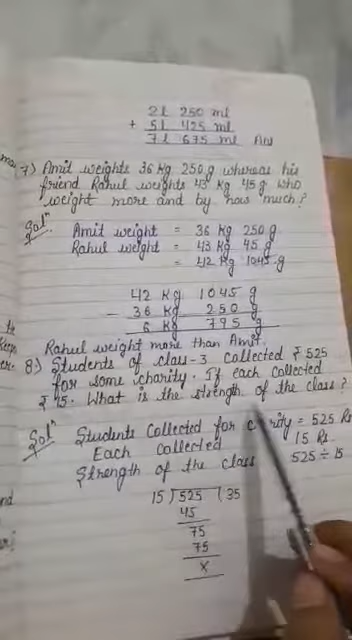 2l 250 ml
+ 5l 425 ml
7l 675 ml Ans
7) Amit weights 36 kg 250 g whereas his
friend Rahul weights 43 kg 45 g who
weight more and by how much?
Solⁿ
Amit weight = 36 kg 250 g
Rahul weight = 43 kg 45 g
= 42 kg 1045 g
42 kg 1045 g
- 36 kg 250 g
6 kg 795 g
Rahul weight more than Amit.
8.) Students of class-3 collected ₹ 525
for some charity. If each collected
₹ 15. What is the strength of the class?
Solⁿ Students collected for charity = 525 Rs
Each collected 15 Rs.
Strength of the class 525 ÷ 15
15 ) 525 ( 35
45
75
75
x